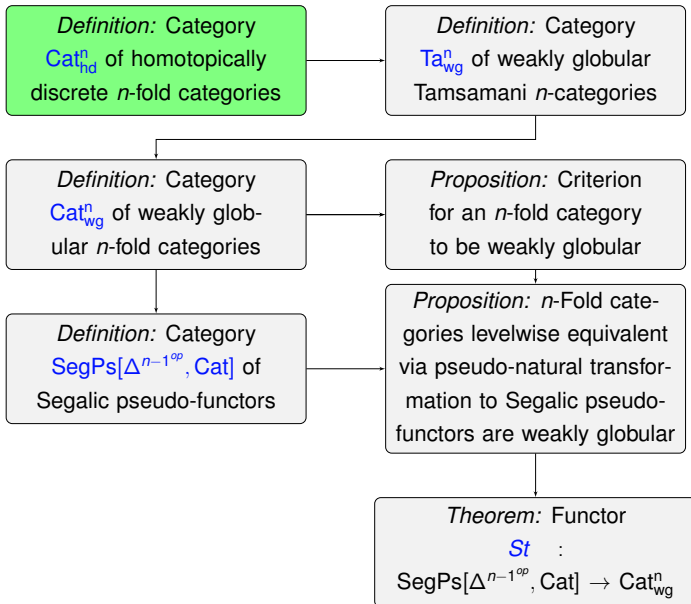 Definition: Category
Cat^n_hd of homotopically
discrete n-fold categories
Definition: Category
Ta^n_wg of weakly globular
Tamsamani n-categories
Definition: Category
Cat^n_wg of weakly glob-
ular n-fold categories
Proposition: Criterion
for an n-fold category
to be weakly globular
Definition: Category
SegPs[Δ^{n-1^{op}}, Cat] of
Segalic pseudo-functors
Proposition: n-Fold cate-
gories levelwise equivalent
via pseudo-natural transfor-
mation to Segalic pseudo-
functors are weakly globular
Theorem: Functor
St :
SegPs[Δ^{n-1^{op}}, Cat] → Cat^n_wg